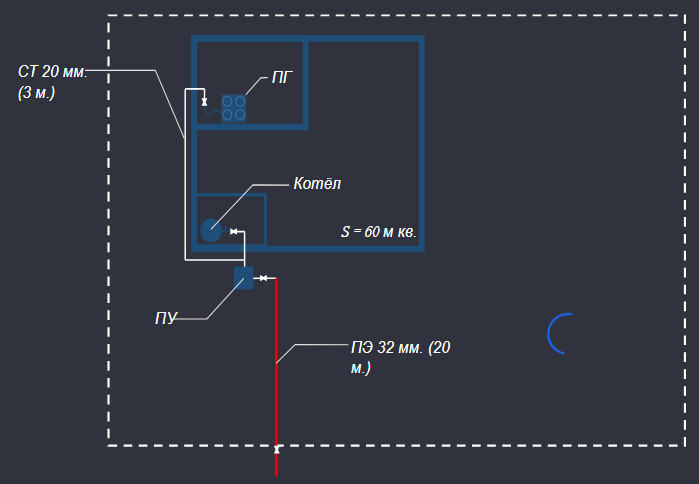 СТ 20 мм.
(3 м.)
ПГ
Котёл
S = 60 м кв.
ПУ
ПЭ 32 мм. (20
м.)